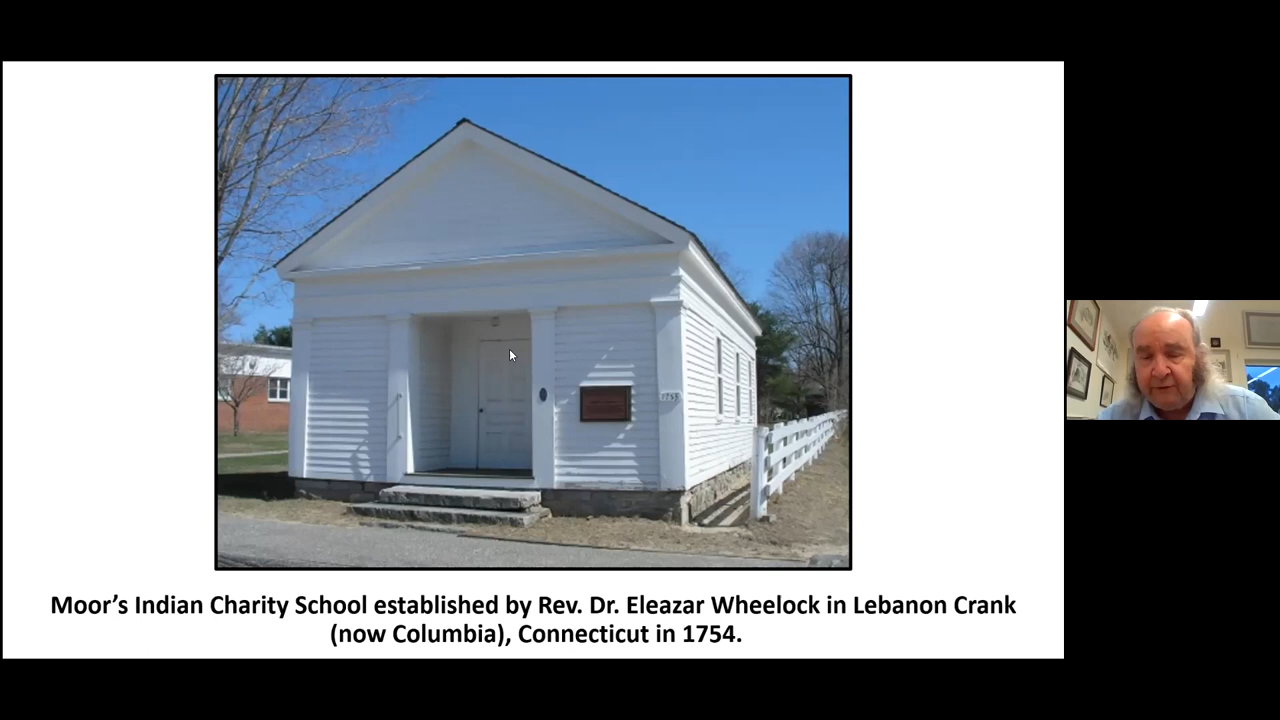 Moor’s Indian Charity School established by Rev. Dr. Eleazar Wheelock in Lebanon Crank
(now Columbia), Connecticut in 1754.